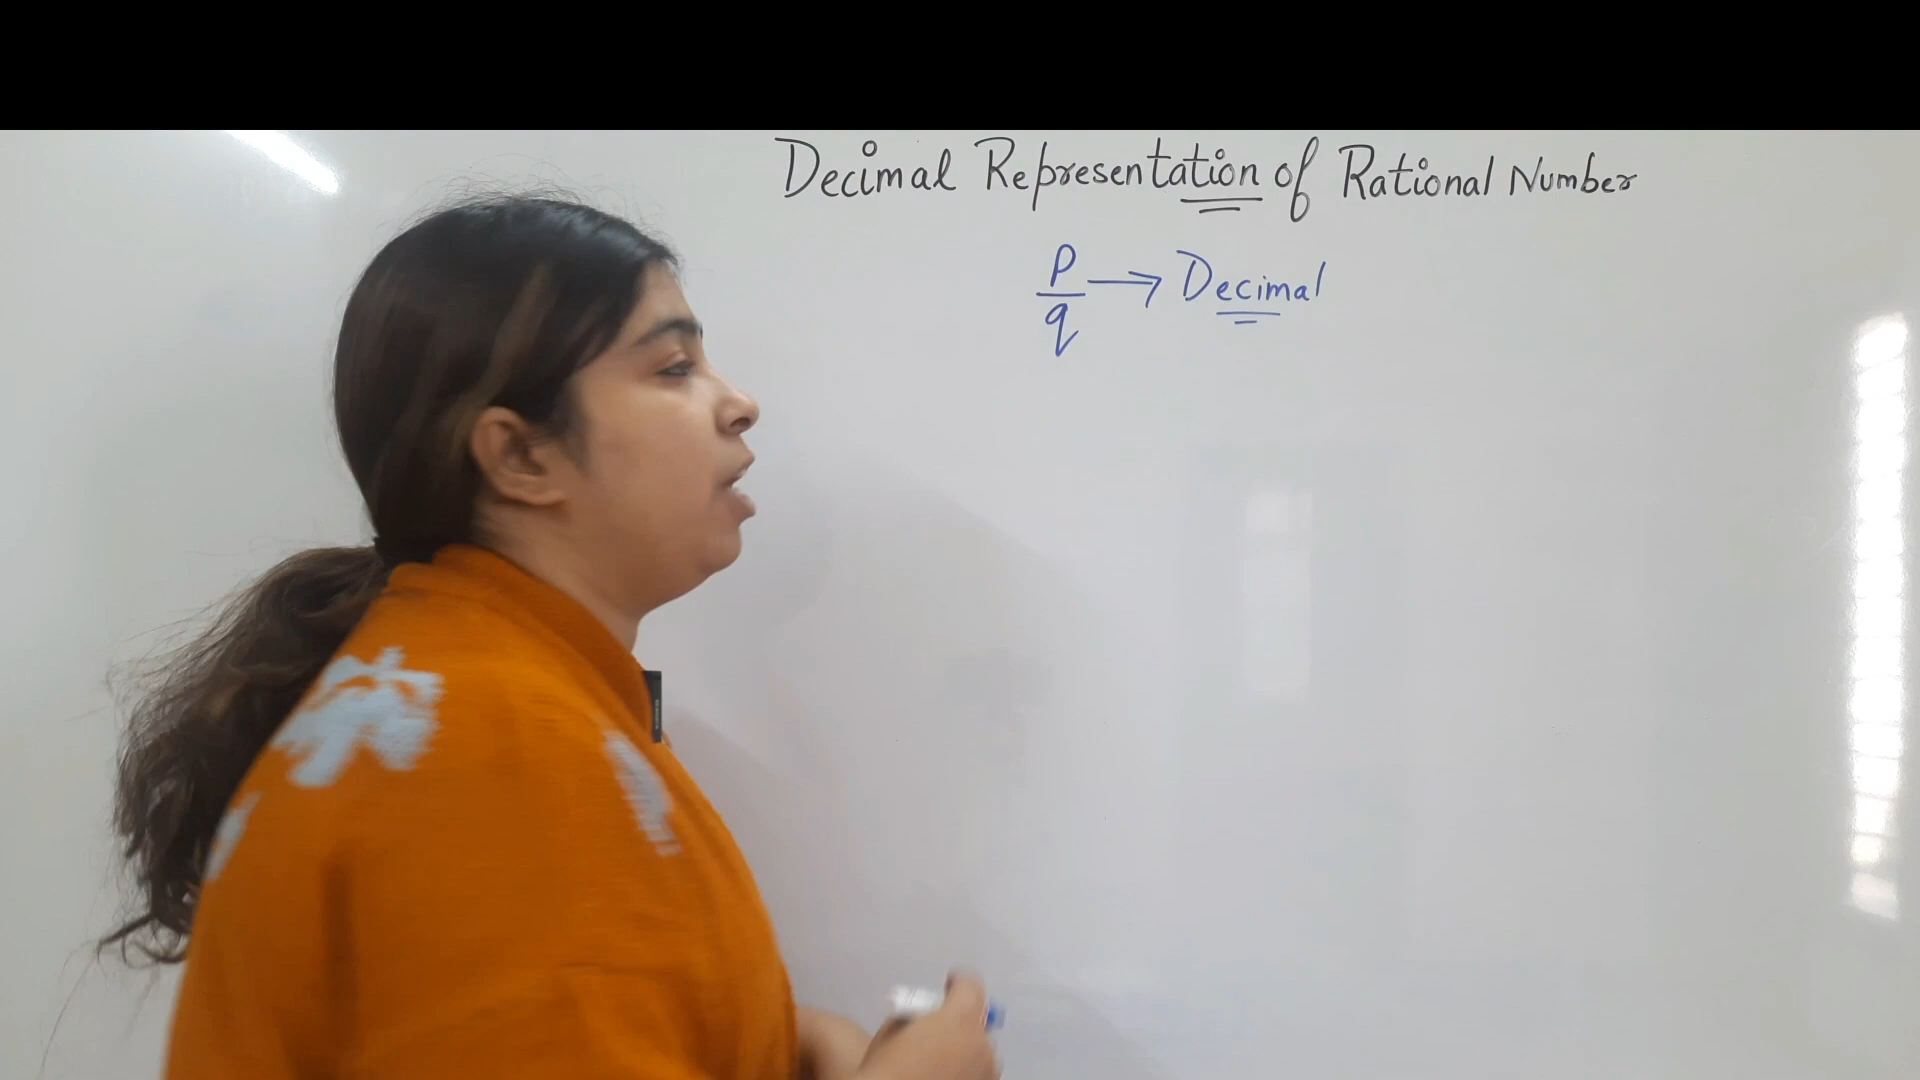 Decimal Representation of Rational Number
p/q → Decimal